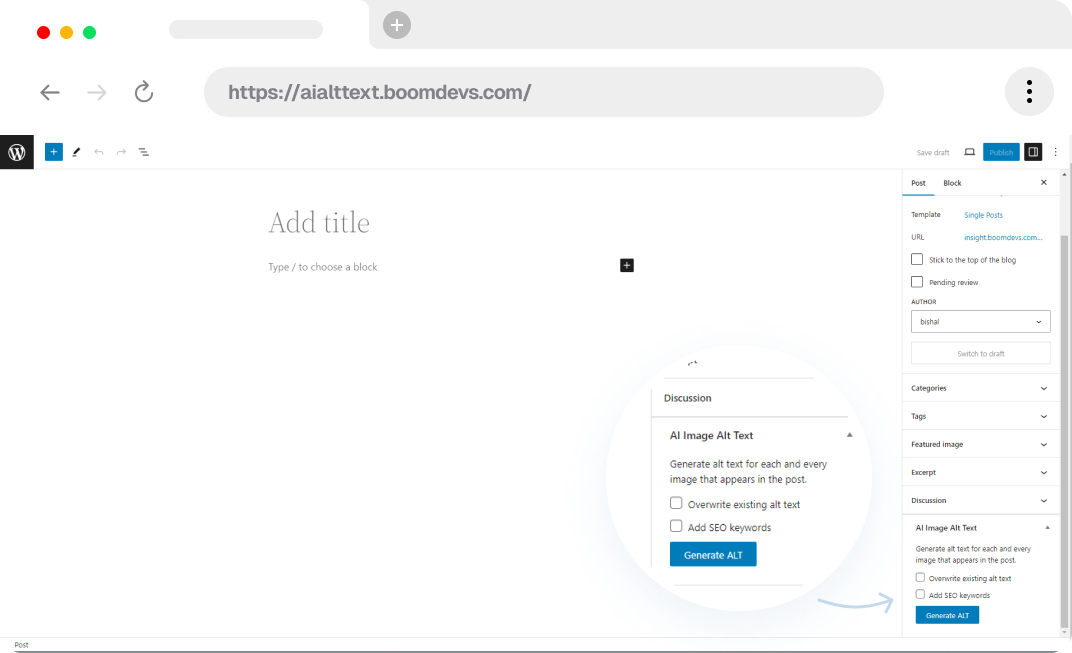 https://aialttext.boomdevs.com/
Save draft
Publish
Post
Block
Template
Single Posts
URL
insight.boomdevs.com...
Stick to the top of the blog
Pending review
AUTHOR
bishal
Switch to draft
Categories
Tags
Featured image
Excerpt
Discussion
AI Image Alt Text
Generate alt text for each and every
image that appears in the post.
Overwrite existing alt text
Add SEO keywords
Generate ALT
Add title
Type / to choose a block
Discussion
AI Image Alt Text
Generate alt text for each and every
image that appears in the post.
Overwrite existing alt text
Add SEO keywords
Generate ALT
Post